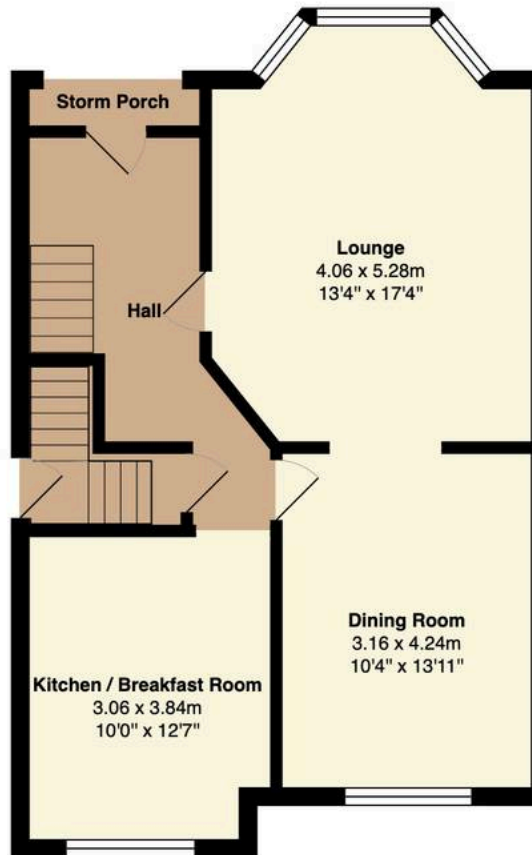 Storm Porch
Lounge
4.06 x 5.28m
13'4" x 17'4"
Hall
Dining Room
3.16 x 4.24m
10'4" x 13'11"
Kitchen / Breakfast Room
3.06 x 3.84m
10'0" x 12'7"